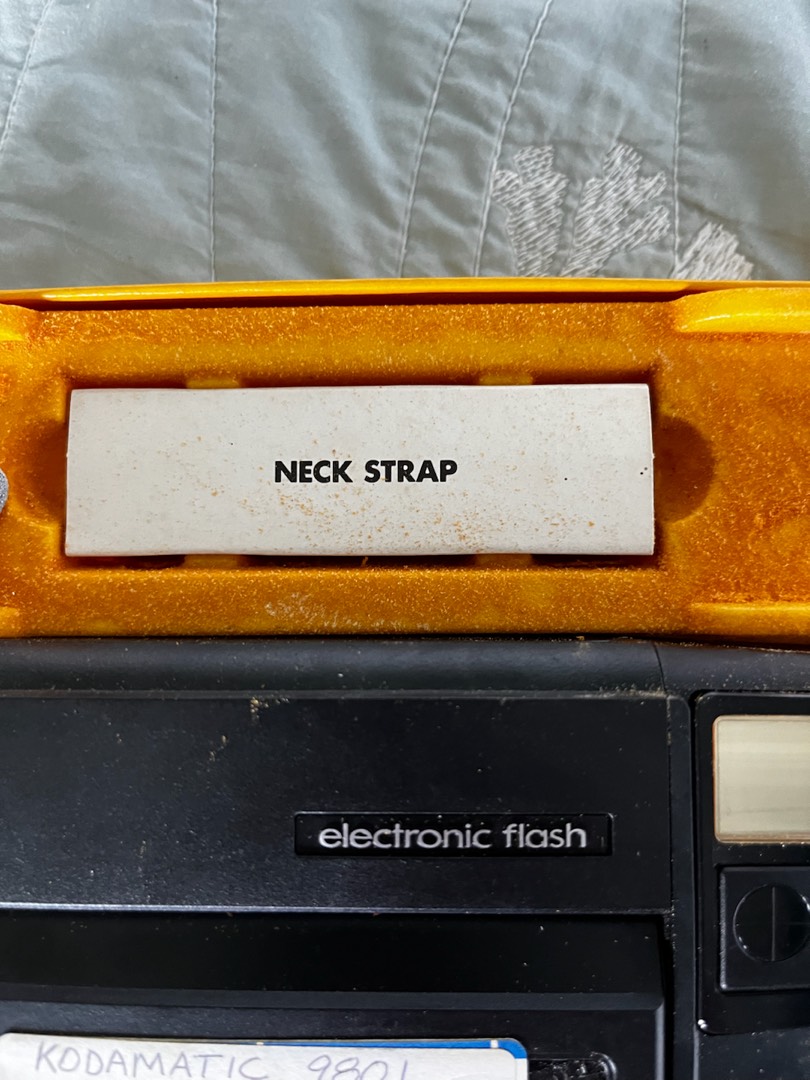 NECK STRAP
electronic flash
KODAMATIC 980L